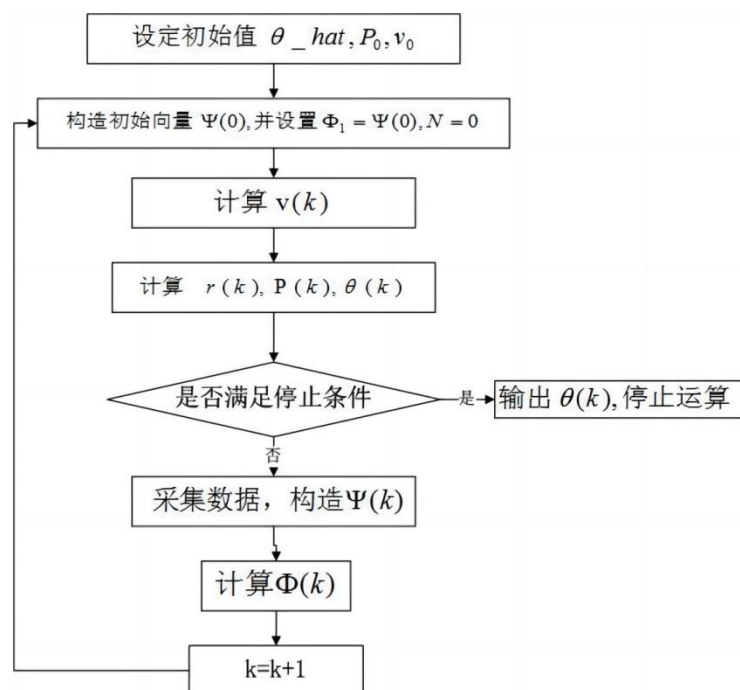 设定初始值 θ_hat, P₀, v₀
构造初始向量 Ψ(0), 并设置 Φ₁ = Ψ(0), N = 0
计算 v(k)
计算 r(k), P(k), θ(k)
是否满足停止条件
是
输出 θ(k), 停止运算
否
采集数据，构造Ψ(k)
计算Φ(k)
k=k+1